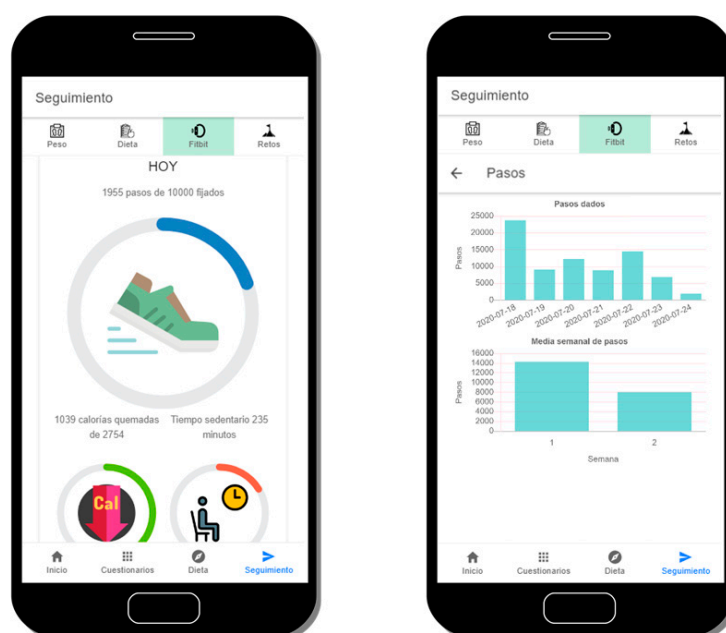 Seguimiento
Peso Dieta Fitbit Retos
HOY
1955 pasos de 10000 fijados
1039 calorías quemadas
de 2754
Tiempo sedentario 235
minutos
Cal
Inicio Cuestionarios Dieta Seguimiento
Seguimiento
Peso Dieta Fitbit Retos
Pasos
Pasos dados
Pasos
25000
20000
15000
10000
5000
0
2020-07-18 2020-07-19 2020-07-20 2020-07-21 2020-07-22 2020-07-23 2020-07-24
Media semanal de pasos
Pasos
16000
14000
12000
10000
8000
6000
4000
2000
0
1 2
Semana
Inicio Cuestionarios Dieta Seguimiento